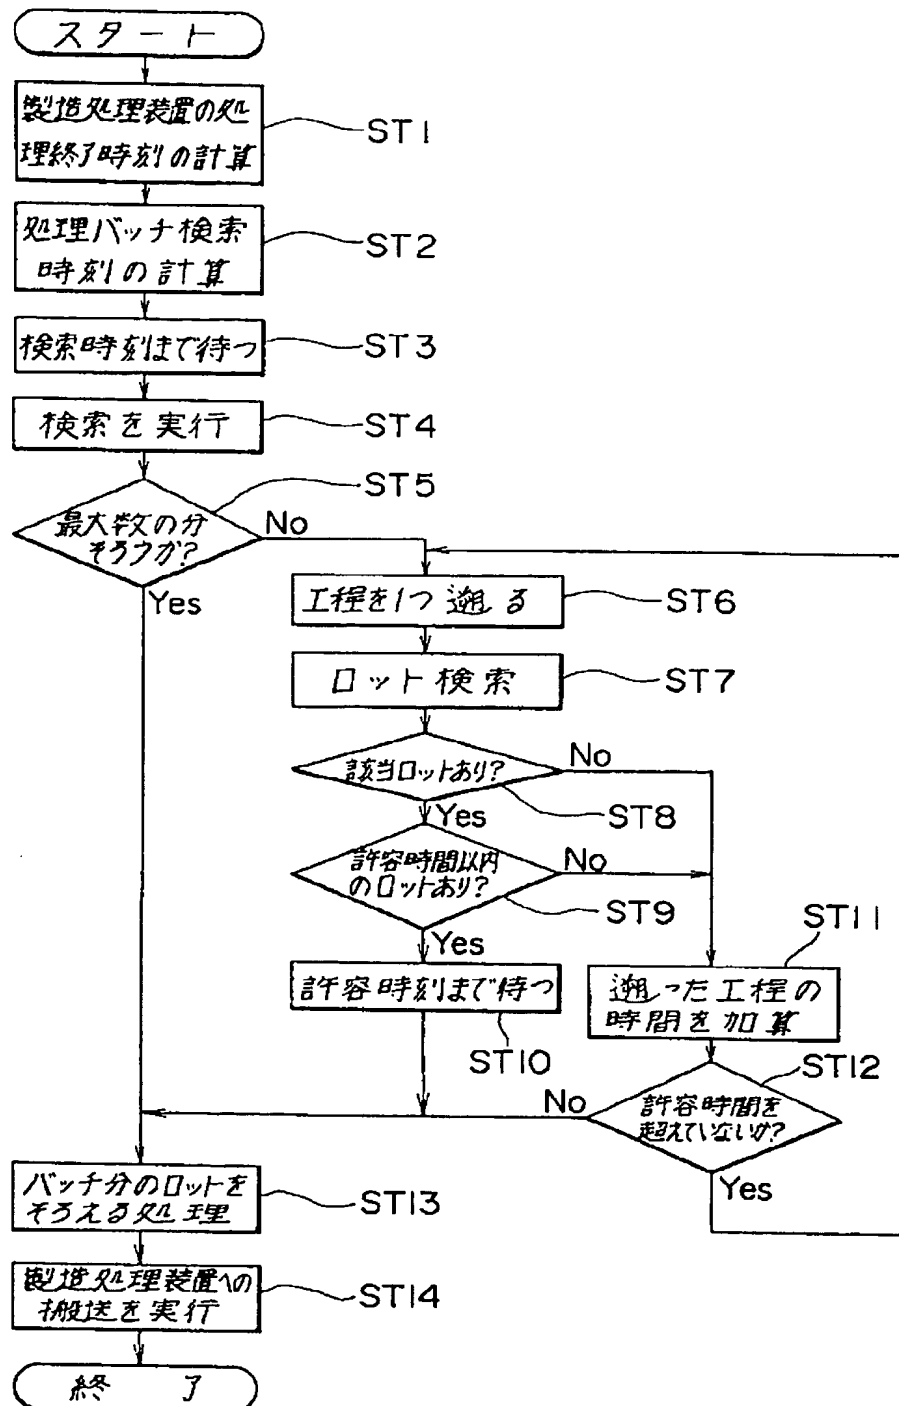 スタート
製造処理装置の処
理終了時刻の計算
ST1
処理バッチ検索
時刻の計算
ST2
検索時刻まで待つ
ST3
検索を実行
ST4
最大数の分
そろうか?
ST5
No
Yes
工程を1つ遡る
ST6
ロット検索
ST7
該当ロットあり?
No
ST8
Yes
許容時間以内
のロットあり?
No
ST9
Yes
許容時刻まで待つ
ST10
ST11
遡った工程の
時間を加算
ST12
許容時間を
超えていないか?
No
Yes
バッチ分のロットを
そろえる処理
ST13
製造処理装置への
搬送を実行
ST14
終了